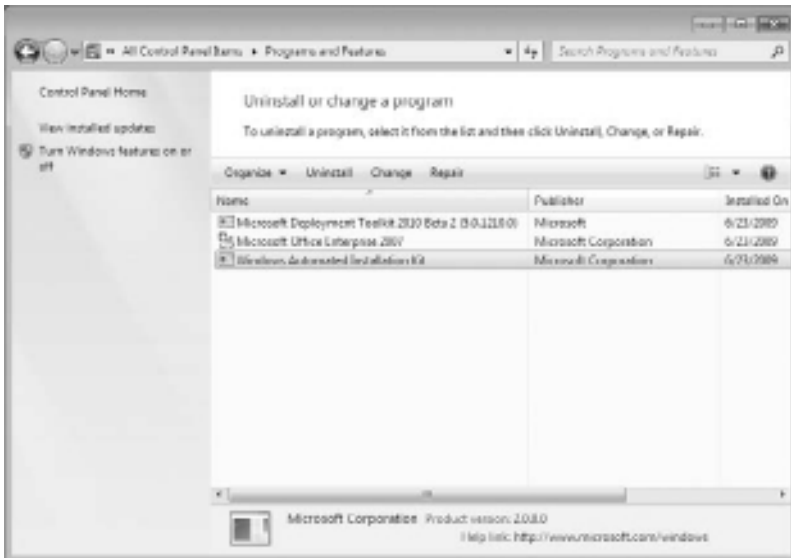 All Control Panel Items ▸ Programs and Features
Search Programs and Features
Control Panel Home
View installed updates
Turn Windows features on or off
Uninstall or change a program
To uninstall a program, select it from the list and then click Uninstall, Change, or Repair.
Organize Uninstall Change Repair
Name Publisher Installed On
Microsoft Deployment Toolkit 2010 Beta 2 Microsoft 6/23/2009
Microsoft Office Enterprise 2007 Microsoft Corporation 6/23/2009
Windows Automated Installation Kit Microsoft Corporation 6/23/2009
Microsoft Corporation Product version: 2.0.0.0
Help link: http://www.microsoft.com/windows